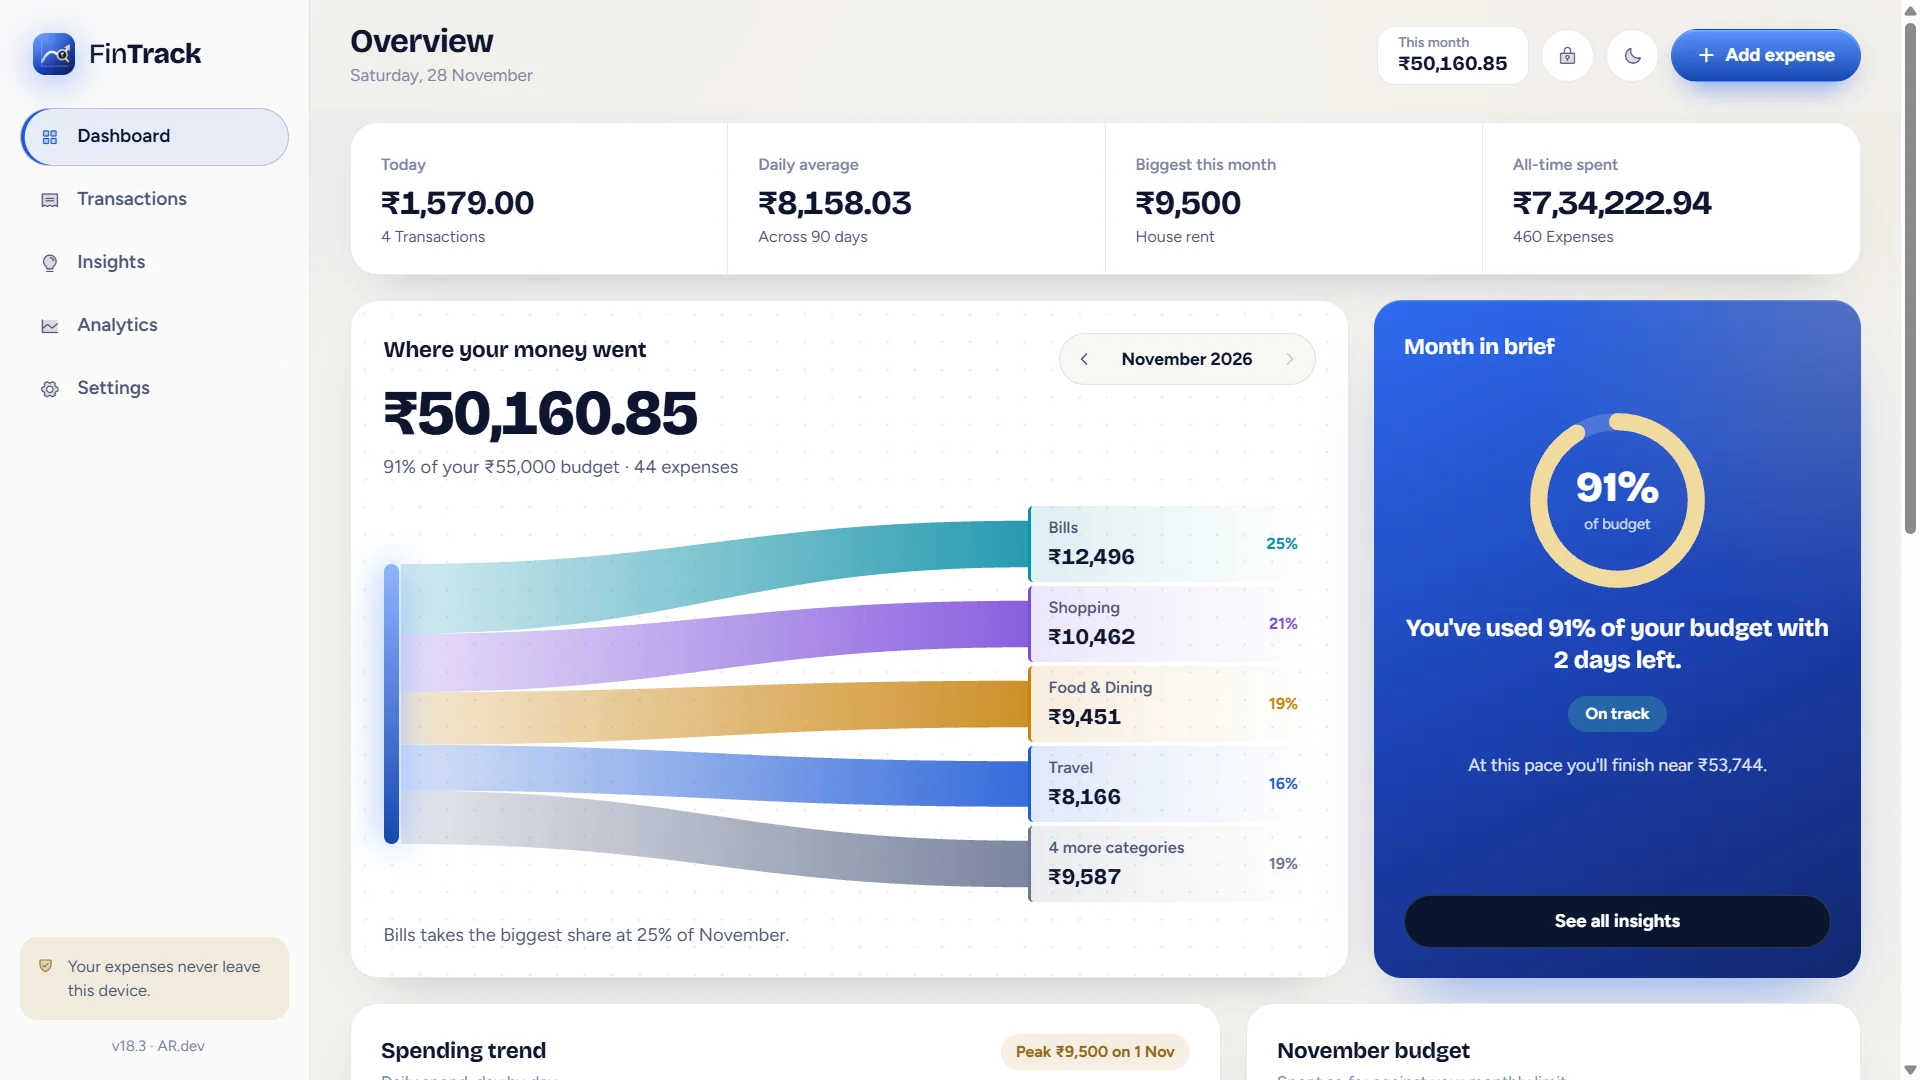 FinTrack
Dashboard
Transactions
Insights
Analytics
Settings
Your expenses never leave
this device.
v18.3 · AR.dev
Overview
Saturday, 28 November
This month
₹50,160.85
+ Add expense
Today
₹1,579.00
4 Transactions
Daily average
₹8,158.03
Across 90 days
Biggest this month
₹9,500
House rent
All-time spent
₹7,34,222.94
460 Expenses
Where your money went
November 2026
₹50,160.85
91% of your ₹55,000 budget · 44 expenses
Bills
₹12,496
25%
Shopping
₹10,462
21%
Food & Dining
₹9,451
19%
Travel
₹8,166
16%
4 more categories
₹9,587
19%
Bills takes the biggest share at 25% of November.
Month in brief
91%
of budget
You've used 91% of your budget with
2 days left.
On track
At this pace you'll finish near ₹53,744.
See all insights
Spending trend
Peak ₹9,500 on 1 Nov
November budget